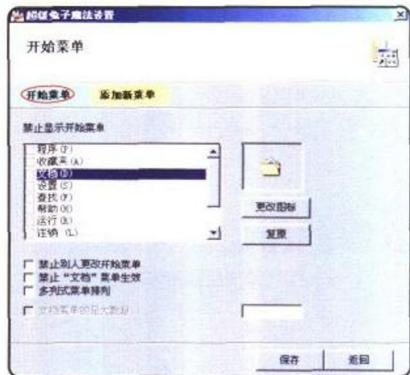 超级兔子魔法设置
开始菜单
开始菜单 添加新菜单
禁止显示开始菜单
程序(P)
收藏夹(A)
文档(D)
设置(S)
查找(F)
帮助(H)
运行(R)
注销 (L)
更改图标
复原
禁止别人更改开始菜单
禁止“文档”菜单生效
多列式菜单排列
文档菜单的最大数据
保存 返回